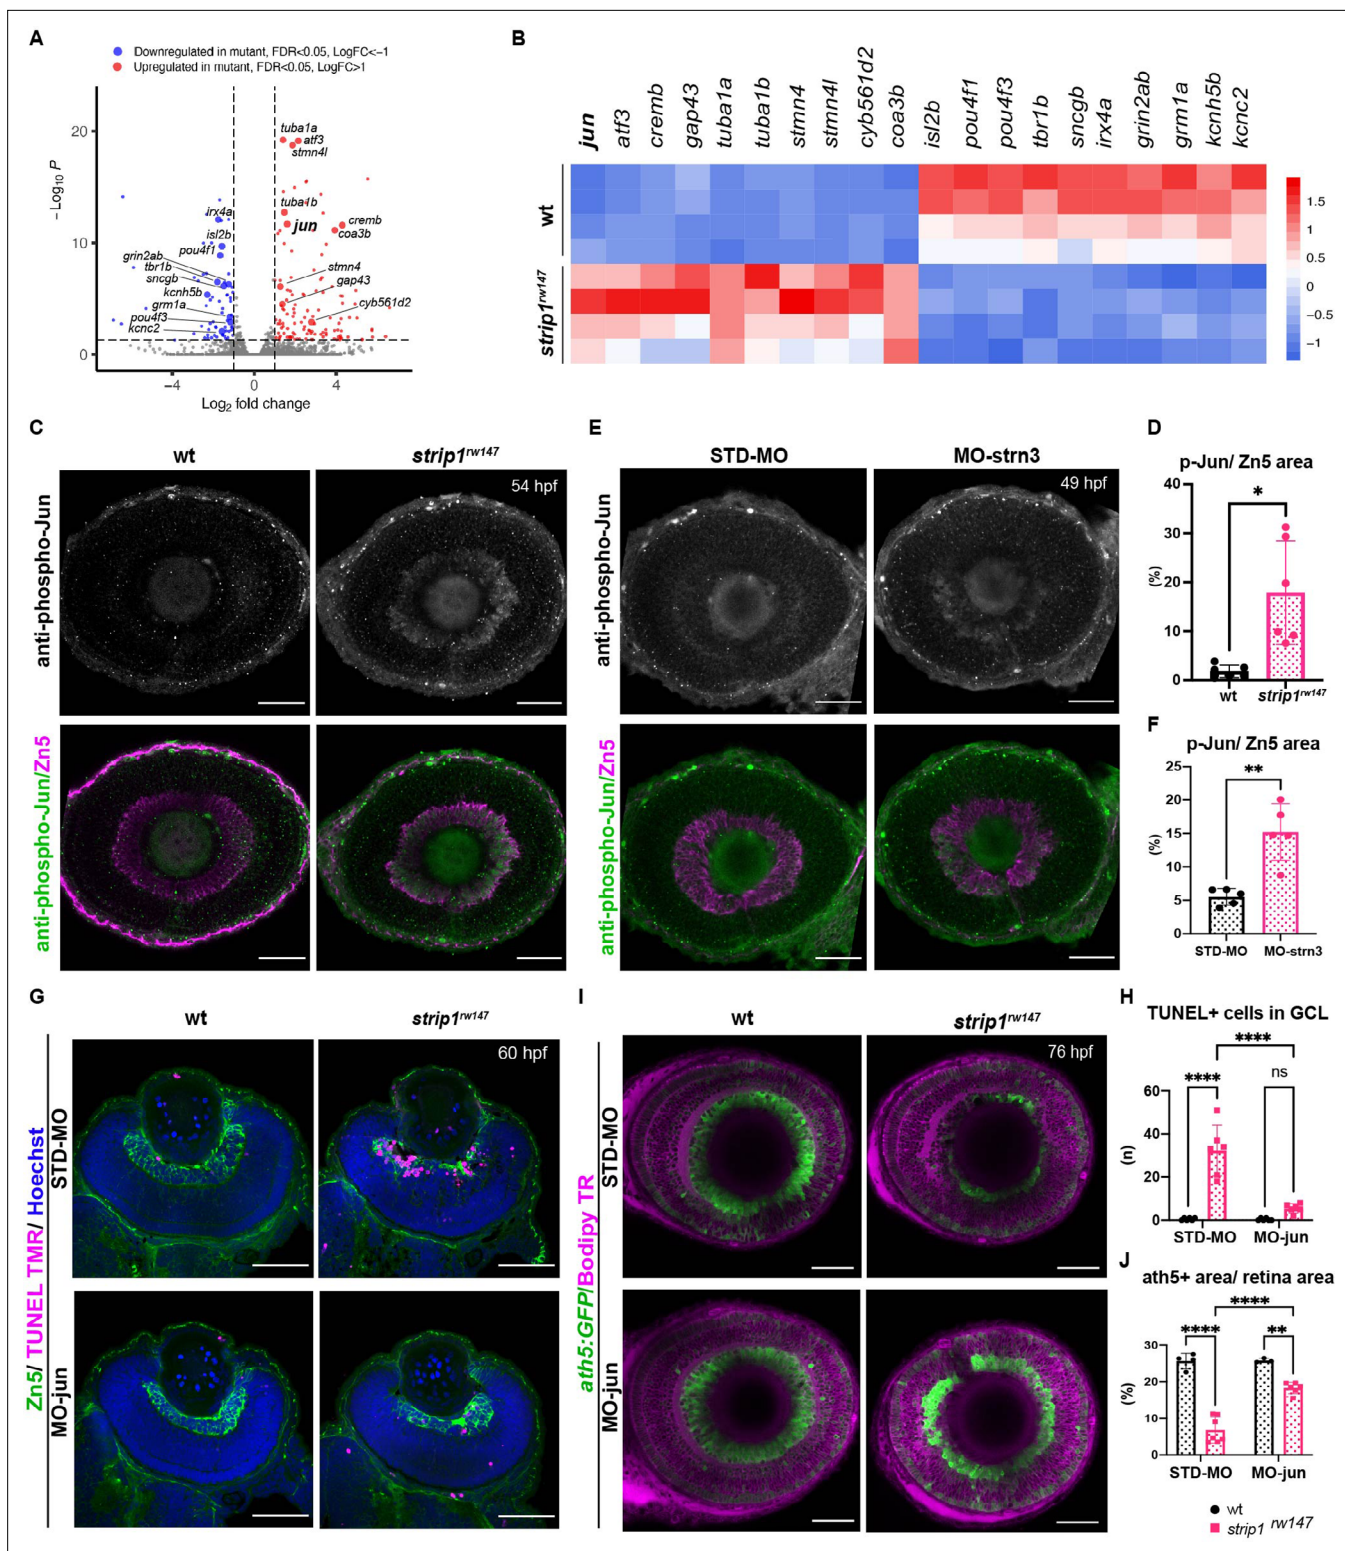 A
Downregulated in mutant, FDR<0.05, LogFC<−1
Upregulated in mutant, FDR<0.05, LogFC>1
−Log10 P
20
10
0
tuba1a
atf3
stmn4l
tuba1b
jun
cremb
coa3b
stmn4
gap43
cyb561d2
irx4a
isl2b
pou4f1
grin2ab
tbr1b
sncgb
kcnh5b
grm1a
pou4f3
kcnc2
−4 0 4
Log2 fold change
B
jun atf3 cremb gap43 tuba1a tuba1b stmn4 stmn4l cyb561d2 coa3b isl2b pou4f1 pou4f3 tbr1b sncgb irx4a grin2ab grm1a kcnh5b kcnc2
wt
strip1rw147
1.5
1
0.5
0
−0.5
−1
C
wt strip1rw147
54 hpf
anti-phospho-Jun
anti-phospho-Jun/Zn5
E
STD-MO MO-strn3
49 hpf
anti-phospho-Jun
anti-phospho-Jun/Zn5
D
p-Jun/ Zn5 area
40
30
20
10
0
(%)
*
wt strip1rw147
F
p-Jun/ Zn5 area
25
20
15
10
5
0
(%)
**
STD-MO MO-strn3
G
wt strip1rw147
60 hpf
Zn5/ TUNEL TMR/ Hoechst
STD-MO
MO-jun
I
wt strip1rw147
76 hpf
ath5:GFP/Bodipy TR
STD-MO
MO-jun
H
TUNEL+ cells in GCL
****
**** ns
60
40
20
0
(n)
STD-MO MO-jun
J
ath5+ area/ retina area
****
**** **
30
20
10
0
(%)
STD-MO MO-jun
wt
strip1 rw147